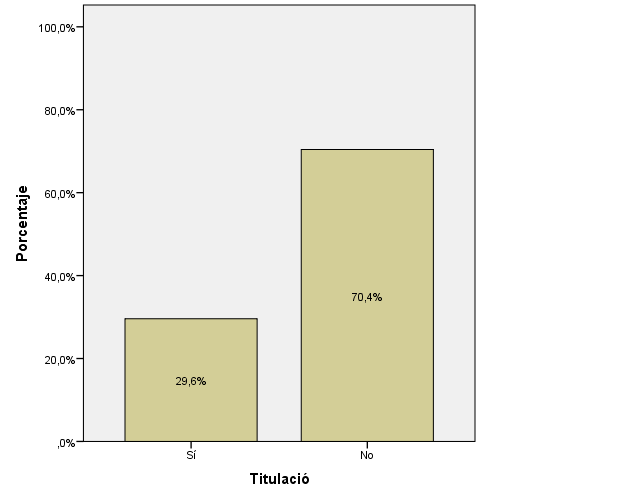 100,0%
80,0%
60,0%
40,0%
20,0%
,0%
Porcentaje
70,4%
29,6%
Sí
No
Titulació